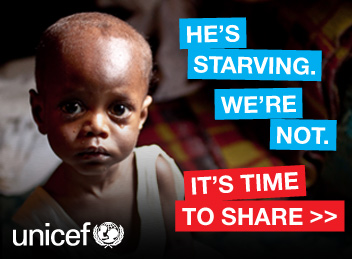 HE'S
STARVING.
WE'RE
NOT.
IT'S TIME
TO SHARE >>
unicef